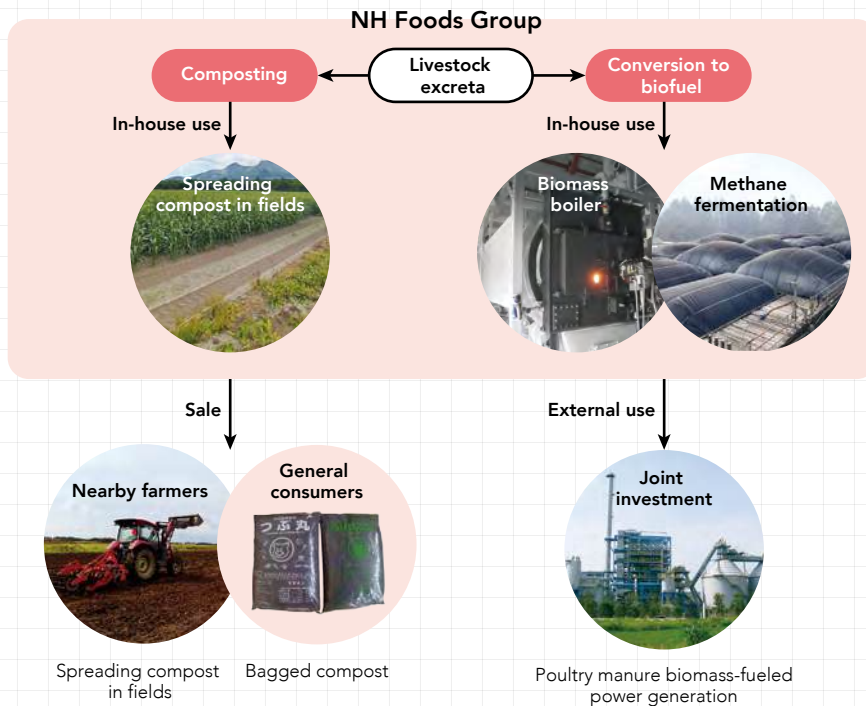 NH Foods Group
Composting
Livestock
excreta
Conversion to
biofuel
In-house use
In-house use
Spreading
compost in fields
Biomass
boiler
Methane
fermentation
Sale
External use
Nearby farmers
General
consumers
つぶ丸
Joint
investment
Spreading compost
in fields
Bagged compost
Poultry manure biomass-fueled
power generation